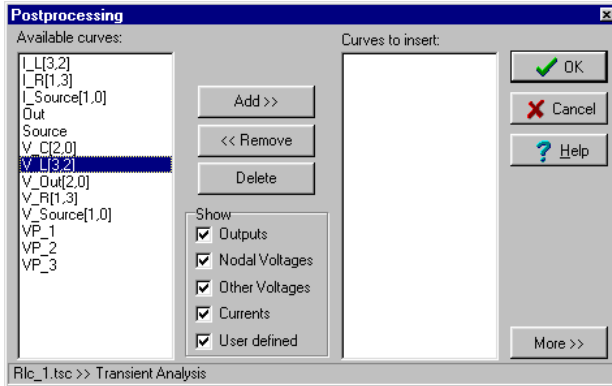 Postprocessing
Available curves:
I_L[3,2]
I_R[1,3]
I_Source[1,0]
Out
Source
V_C[2,0]
V_L[3,2]
V_Out[2,0]
V_R[1,3]
V_Source[1,0]
VP_1
VP_2
VP_3
Add >>
<< Remove
Delete
Show
Outputs
Nodal Voltages
Other Voltages
Currents
User defined
Curves to insert:
OK
Cancel
Help
More >>
Rlc_1.tsc >> Transient Analysis